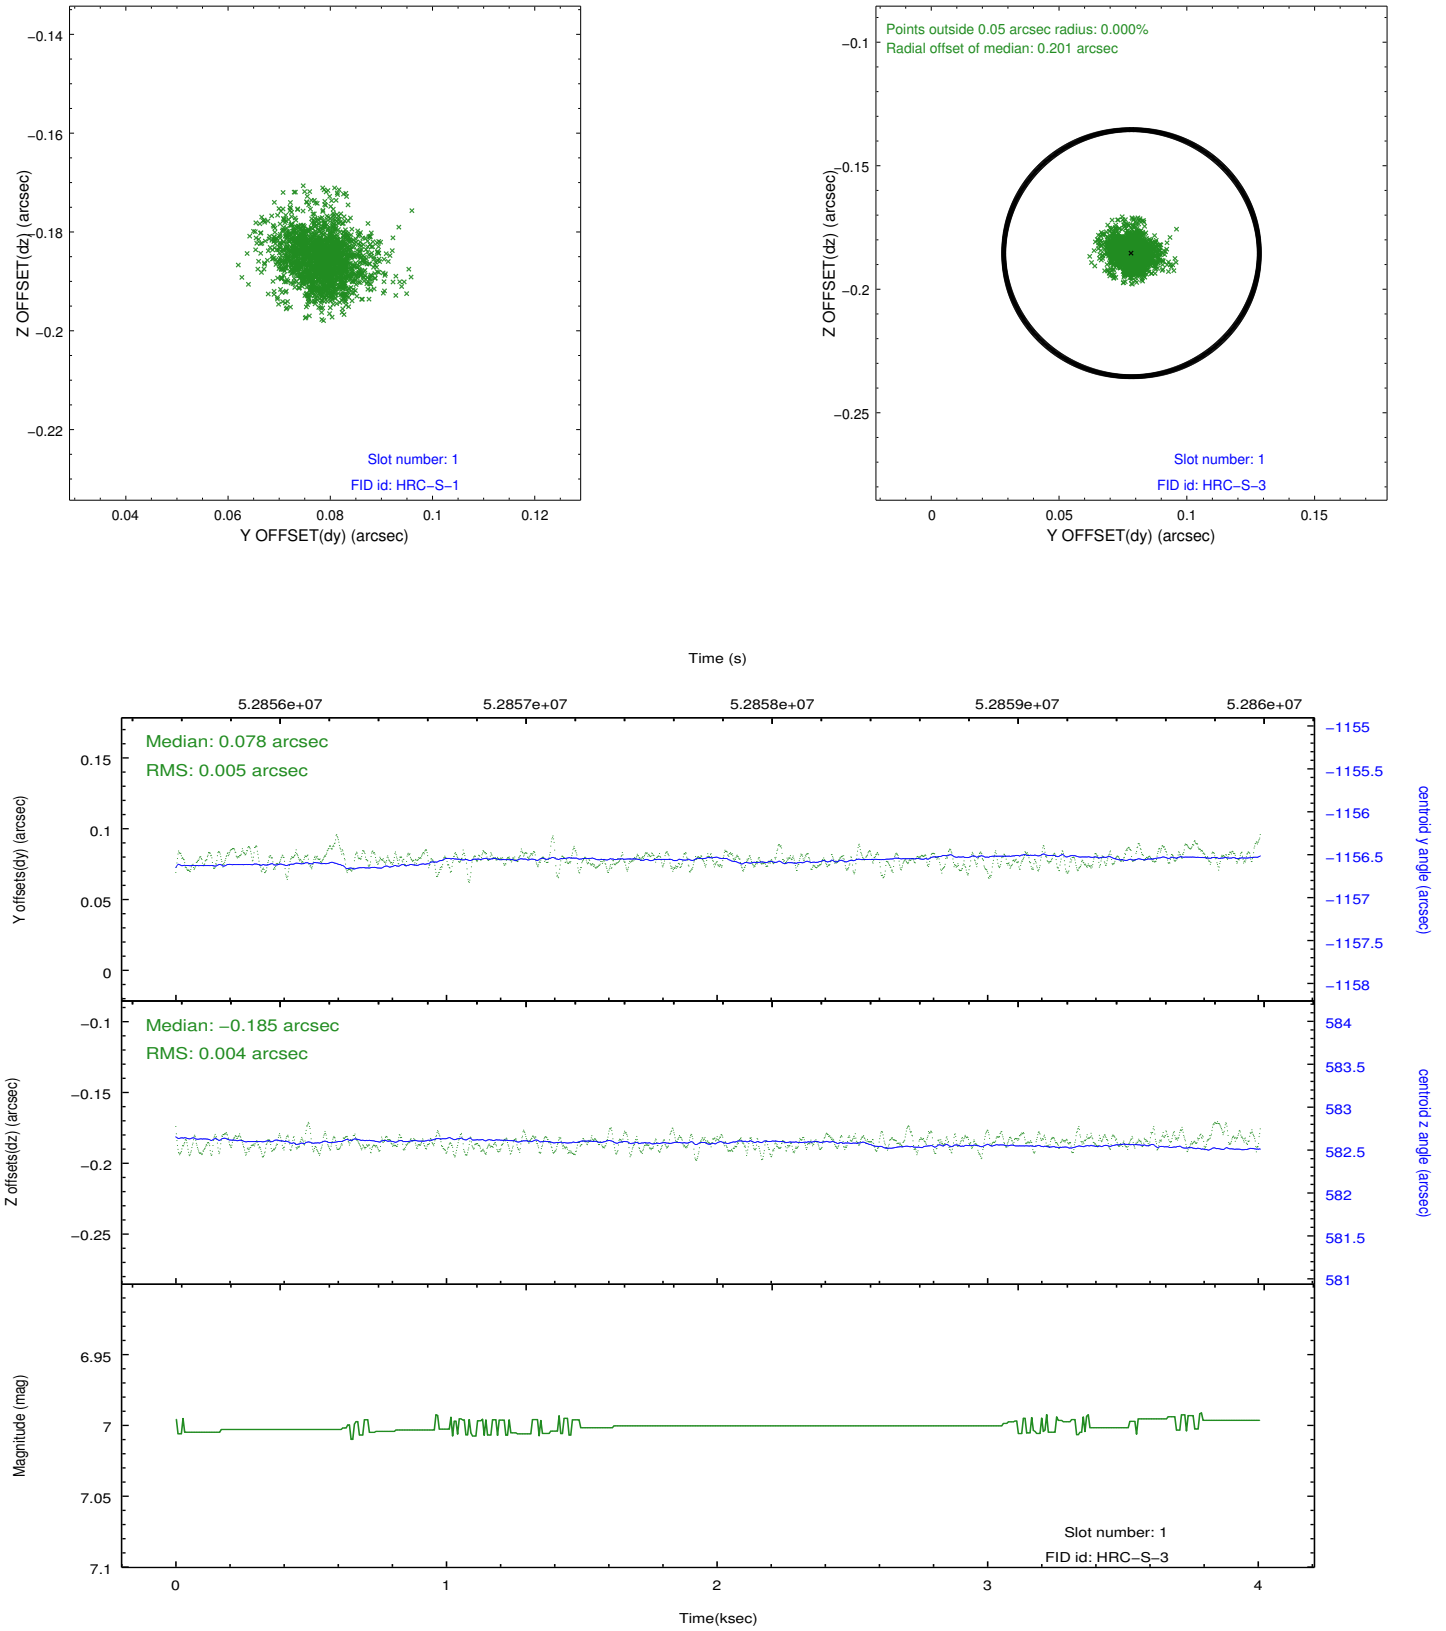 −0.14
−0.16
−0.18
−0.2
−0.22
Z OFFSET(dz) (arcsec)
Slot number: 1
FID id: HRC−S−1
0.04 0.06 0.08 0.1 0.12
Y OFFSET(dy) (arcsec)
Points outside 0.05 arcsec radius: 0.000%
Radial offset of median: 0.201 arcsec
−0.1
−0.15
−0.2
−0.25
Z OFFSET(dz) (arcsec)
Slot number: 1
FID id: HRC−S−3
0 0.05 0.1 0.15
Y OFFSET(dy) (arcsec)
Time (s)
5.2856e+07 5.2857e+07 5.2858e+07 5.2859e+07 5.286e+07
Median: 0.078 arcsec
RMS: 0.005 arcsec
0.15
0.1
0.05
0
Y offsets(dy) (arcsec)
−1155
−1155.5
−1156
−1156.5
−1157
−1157.5
−1158
centroid y angle (arcsec)
Median: −0.185 arcsec
RMS: 0.004 arcsec
−0.1
−0.15
−0.2
−0.25
Z offsets(dz) (arcsec)
584
583.5
583
582.5
582
581.5
581
centroid z angle (arcsec)
6.95
7
7.05
7.1
Magnitude (mag)
Slot number: 1
FID id: HRC−S−3
0 1 2 3 4
Time(ksec)